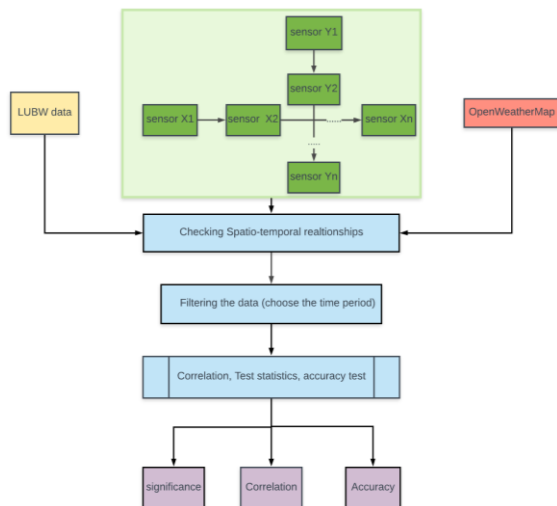 sensor Y1
sensor Y2
LUBW data
OpenWeatherMap
sensor X1
sensor X2
.....
sensor Xn
.....
sensor Yn
Checking Spatio-temporal realtionships
Filtering the data (choose the time period)
Correlation, Test statistics, accuracy test
significance
Correlation
Accuracy